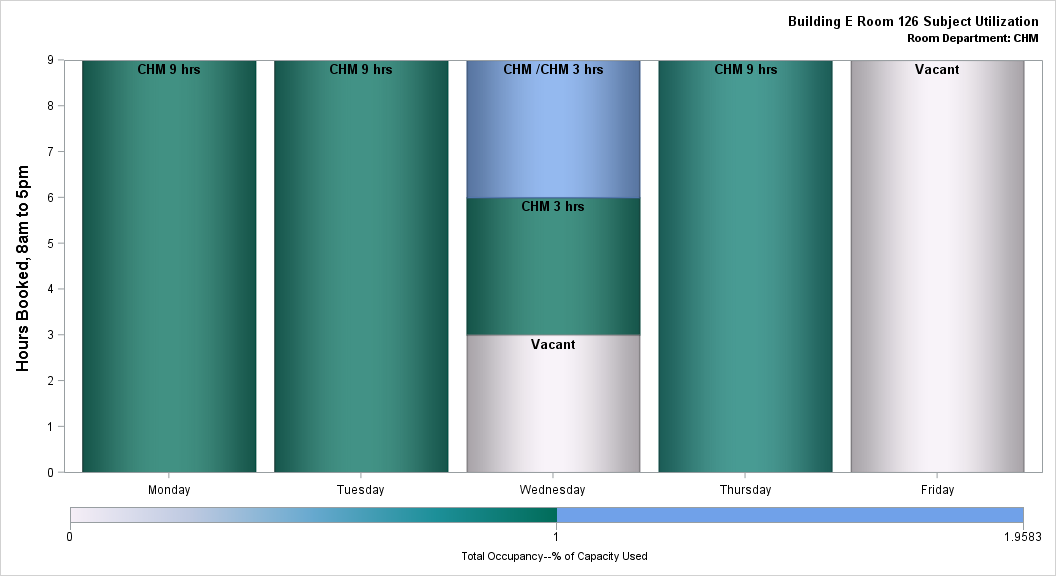 Building E Room 126 Subject Utilization
Room Department: CHM
Hours Booked, 8am to 5pm
9
8
7
6
5
4
3
2
1
0
CHM 9 hrs
CHM 9 hrs
CHM /CHM 3 hrs
CHM 3 hrs
Vacant
CHM 9 hrs
Vacant
Monday
Tuesday
Wednesday
Thursday
Friday
0
1
1.9583
Total Occupancy--% of Capacity Used